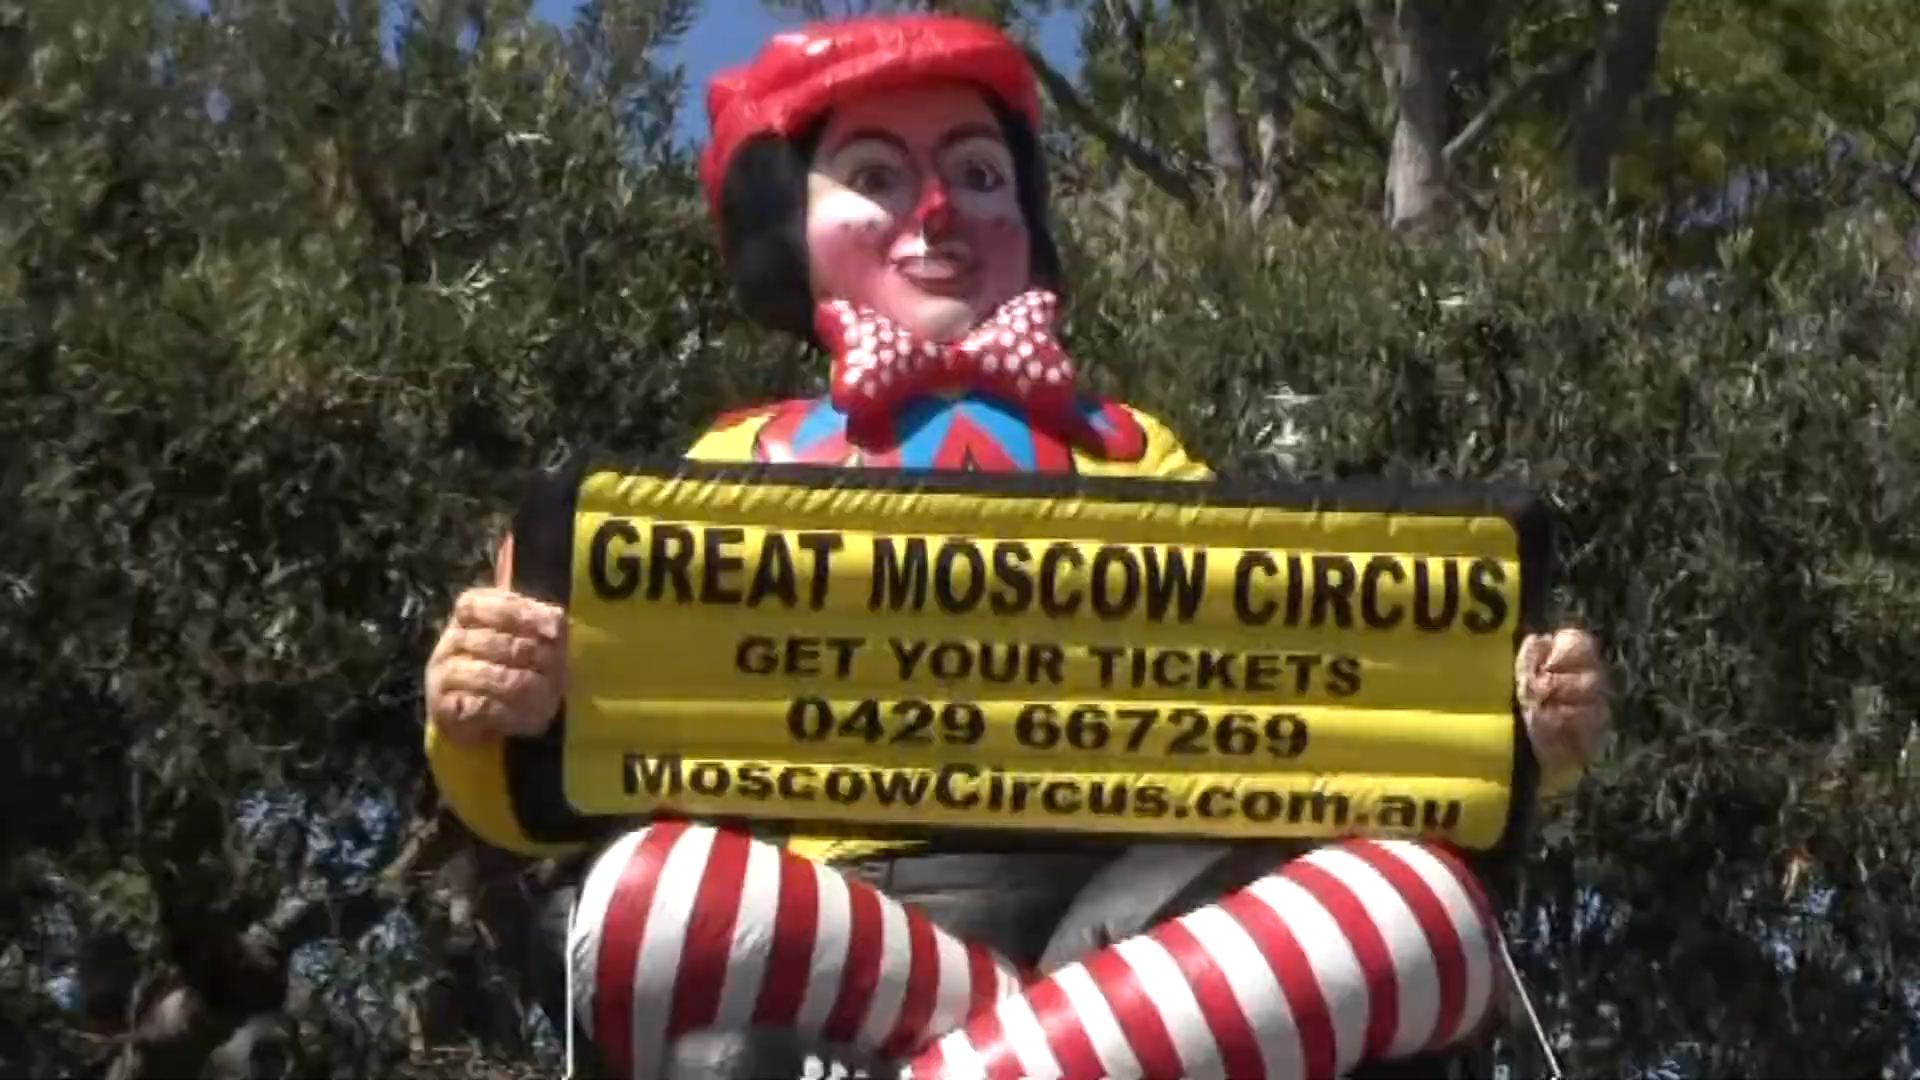 GREAT MOSCOW CIRCUS
GET YOUR TICKETS
0429 667269
MoscowCircus.com.au